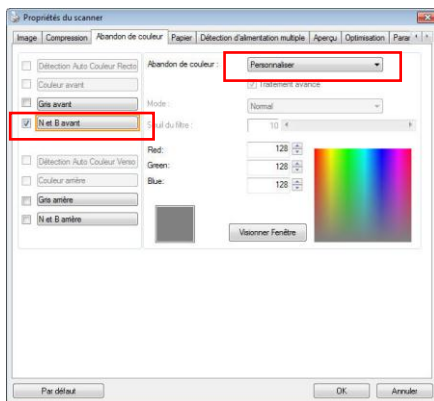 Propriétés du scanner
Image Compression Abandon de couleur Papier Détection d'alimentation multiple Aperçu Optimisation
Détection Auto Couleur Recto
Couleur avant
Gris avant
N et B avant
Détection Auto Couleur Verso
Couleur arrière
Gris arrière
N et B arrière
Abandon de couleur :
Personnaliser
Traitement avancé
Mode :
Normal
Seuil du filtre :
10
Red:
128
Green:
128
Blue:
128
Visionner Fenêtre
Par défaut
OK
Annuler